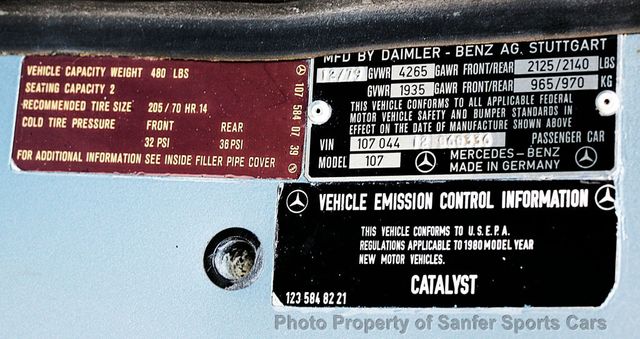 VEHICLE CAPACITY WEIGHT 480 LBS
SEATING CAPACITY 2
RECOMMENDED TIRE SIZE 205/70 HR.14
COLD TIRE PRESSURE FRONT REAR
32 PSI 36 PSI
FOR ADDITIONAL INFORMATION SEE INSIDE FILLER PIPE COVER
107 584 07 39
MFD BY DAIMLER-BENZ AG. STUTTGART
12/79 GVWR 4265 GAWR FRONT/REAR 2125/2140 LBS
GVWR 1935 GAWR FRONT/REAR 965/970 KG
THIS VEHICLE CONFORMS TO ALL APPLICABLE FEDERAL
MOTOR VEHICLE SAFETY AND BUMPER STANDARDS IN
EFFECT ON THE DATE OF MANUFACTURE SHOWN ABOVE
VIN 107 044 PASSENGER CAR
MODEL 107 MERCEDES-BENZ
MADE IN GERMANY
VEHICLE EMISSION CONTROL INFORMATION
THIS VEHICLE CONFORMS TO U.S.E.P.A.
REGULATIONS APPLICABLE TO 1980 MODEL YEAR
NEW MOTOR VEHICLES.
CATALYST
123 584 82 21
Photo Property of Sanfer Sports Cars